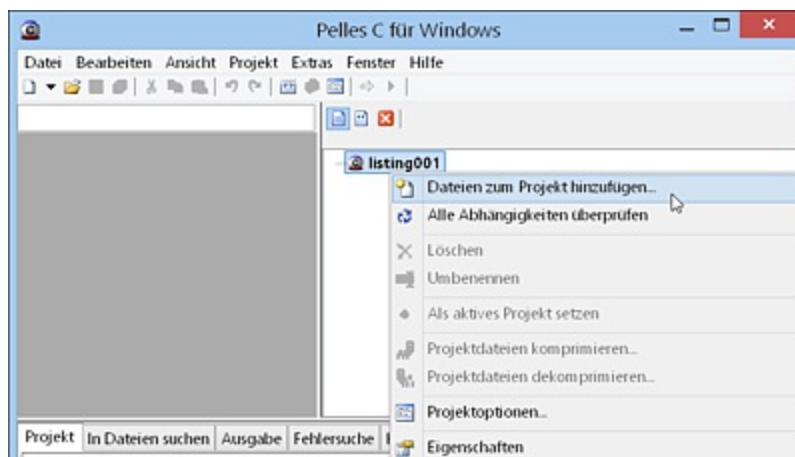 Pelles C für Windows
Datei Bearbeiten Ansicht Projekt Extras Fenster Hilfe
listing001
Dateien zum Projekt hinzufügen...
Alle Abhängigkeiten überprüfen
Löschen
Umbenennen
Als aktives Projekt setzen
Projektdateien komprimieren...
Projektdateien dekomprimieren...
Projektoptionen...
Eigenschaften
Projekt In Dateien suchen Ausgabe Fehlersuche